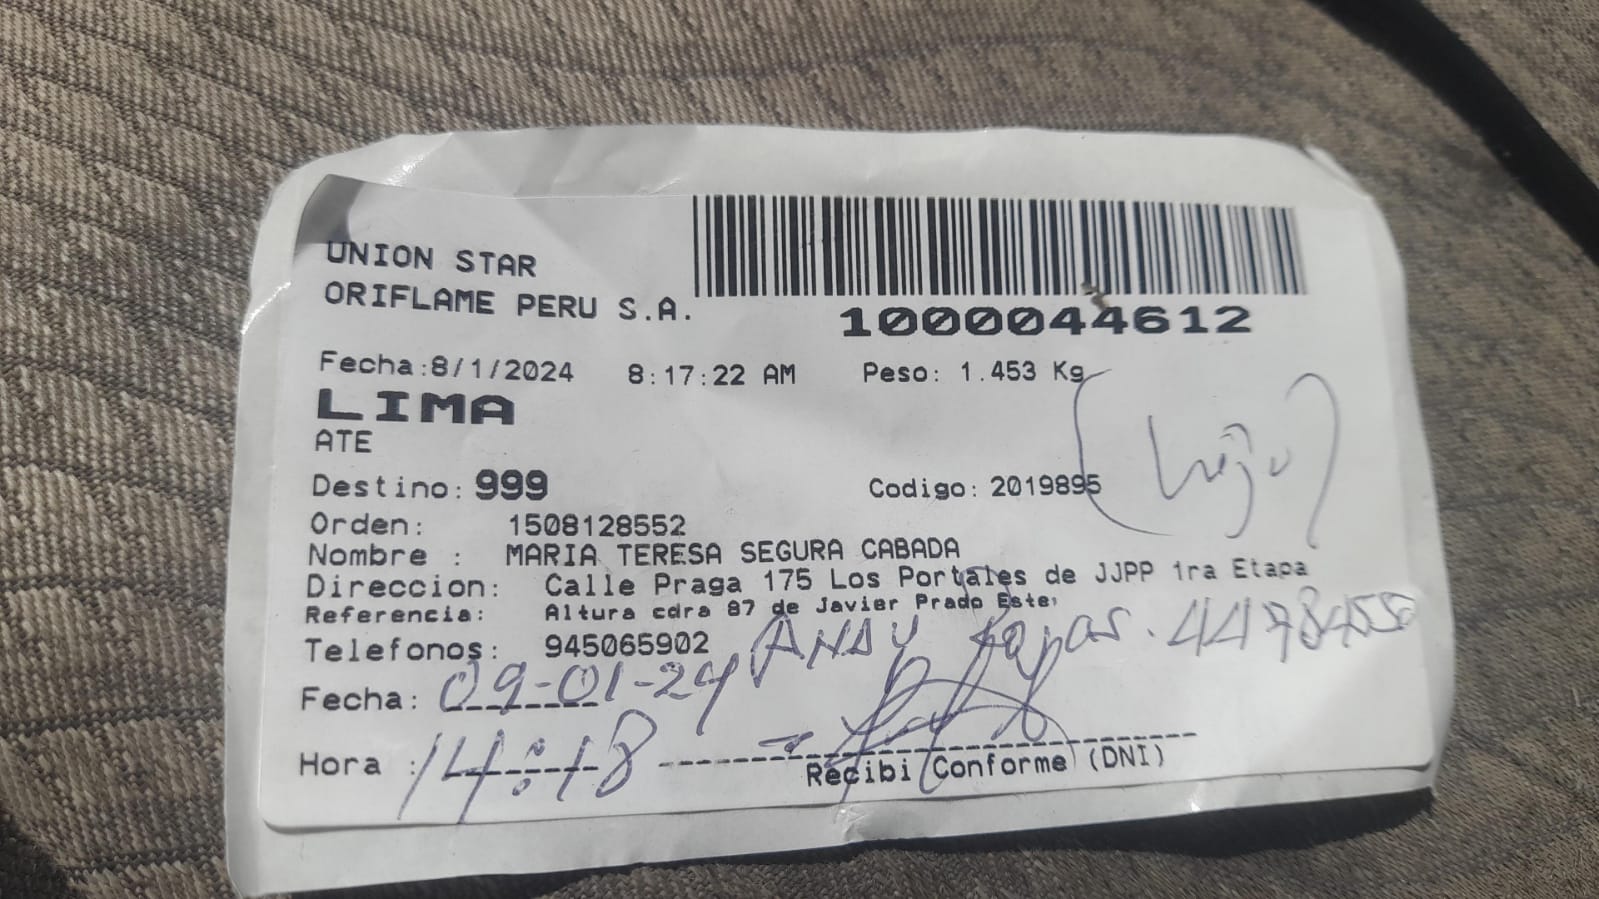 UNION STAR
ORIFLAME PERU S.A.
1000044612
Fecha:8/1/2024 8:17:22 AM Peso: 1.453 Kg
LIMA
ATE
(hijo)
Destino: 999 Codigo: 2019895
Orden: 1508128552
Nombre : MARIA TERESA SEGURA CABADA
Direccion: Calle Praga 175 Los Portales de JJPP 1ra Etapa
Referencia: Altura cdra 87 de Javier Prado Este,
Telefonos: 945065902 ANDY
Fecha: 09-01-24
Hora : 14:18
Recibi Conforme (DNI)